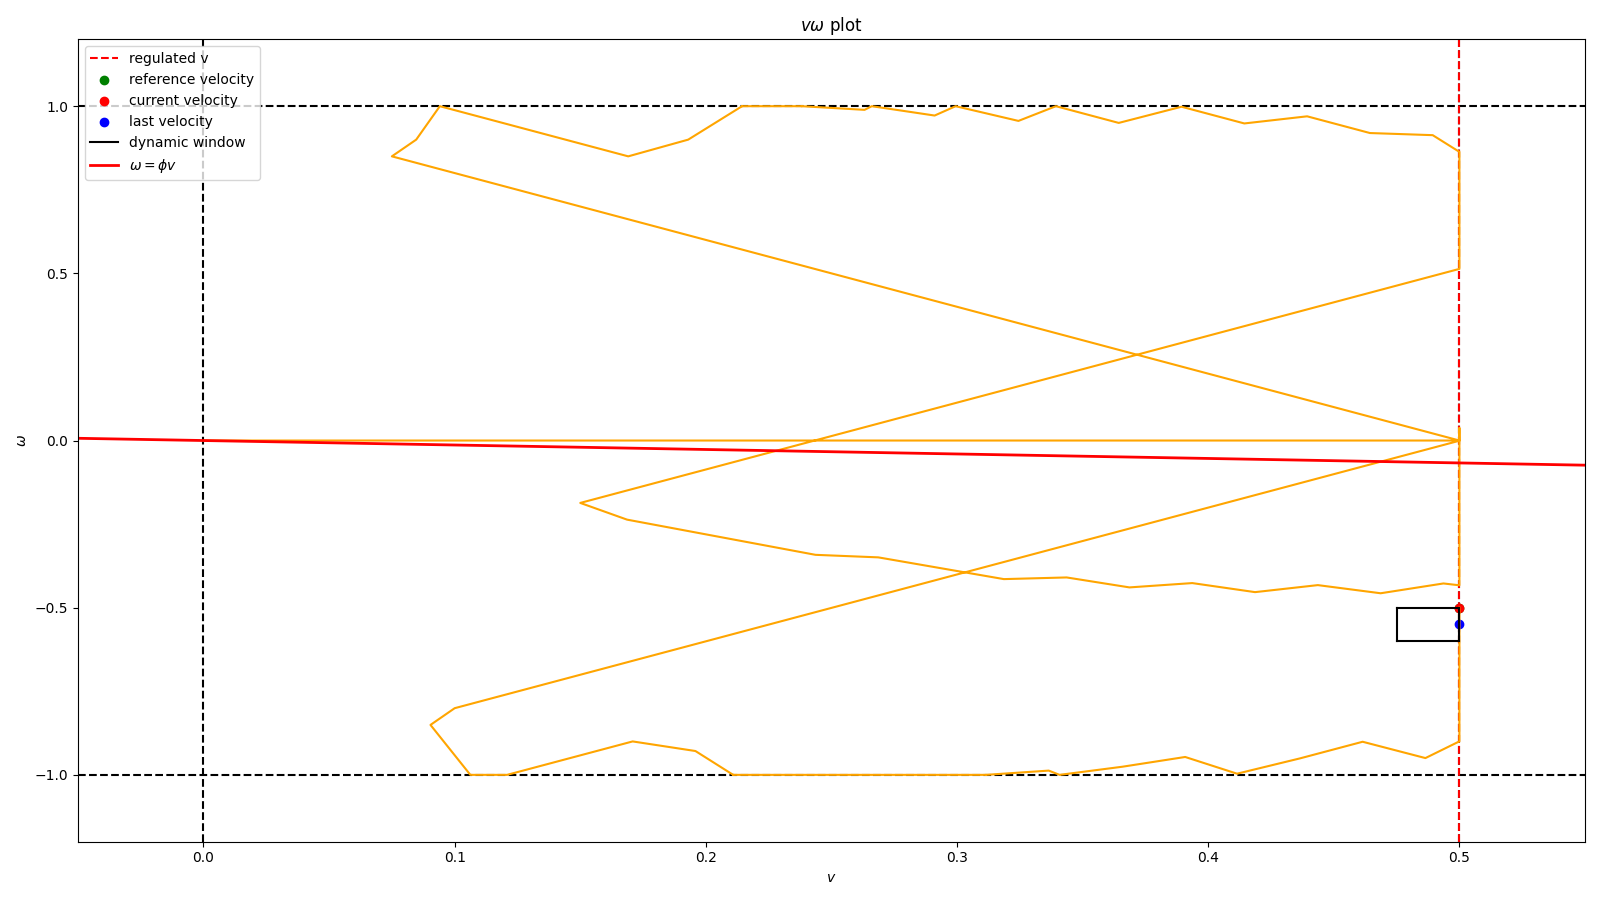 vω plot
regulated v
reference velocity
current velocity
last velocity
dynamic window
ω = ϕv
1.0
0.5
0.0
−0.5
−1.0
ω
0.0 0.1 0.2 0.3 0.4 0.5
v